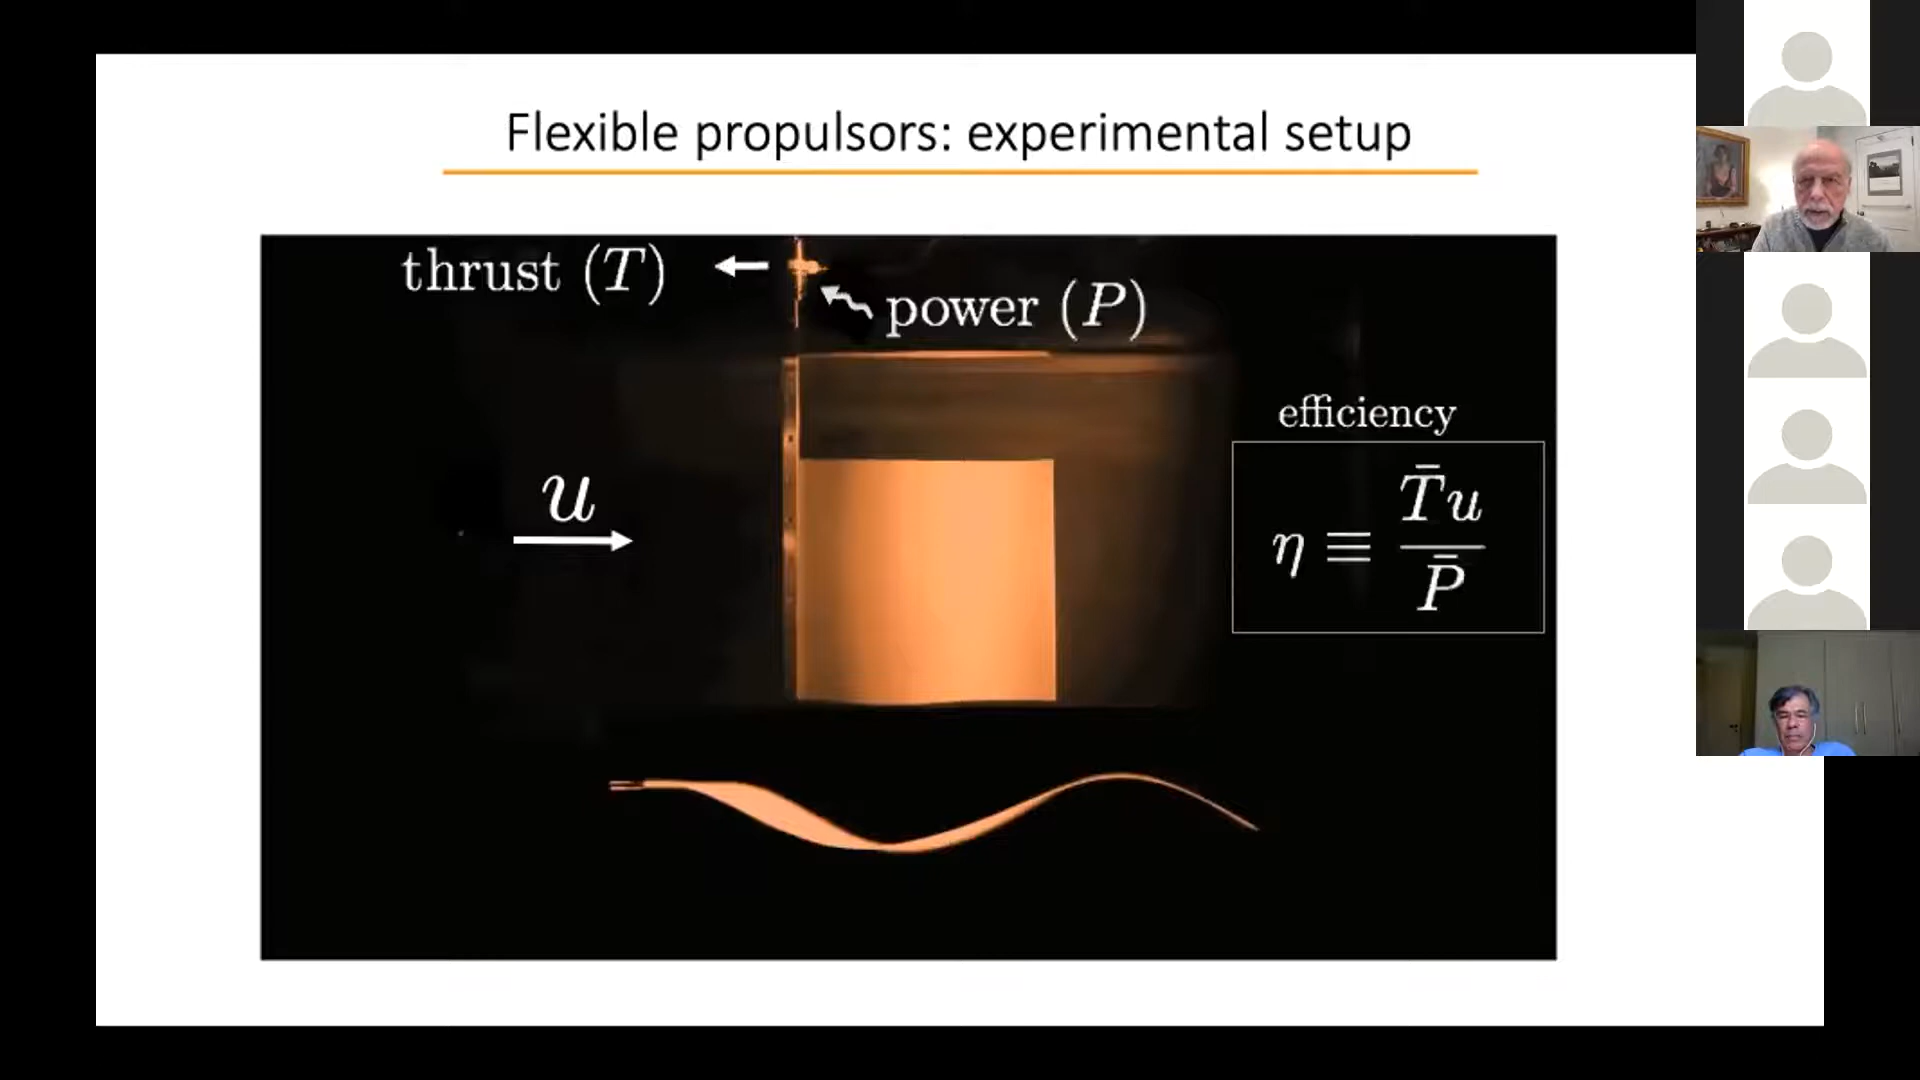 Flexible propulsors: experimental setup
thrust (T)
power (P)
u
efficiency
η ≡ T̄u / P̄